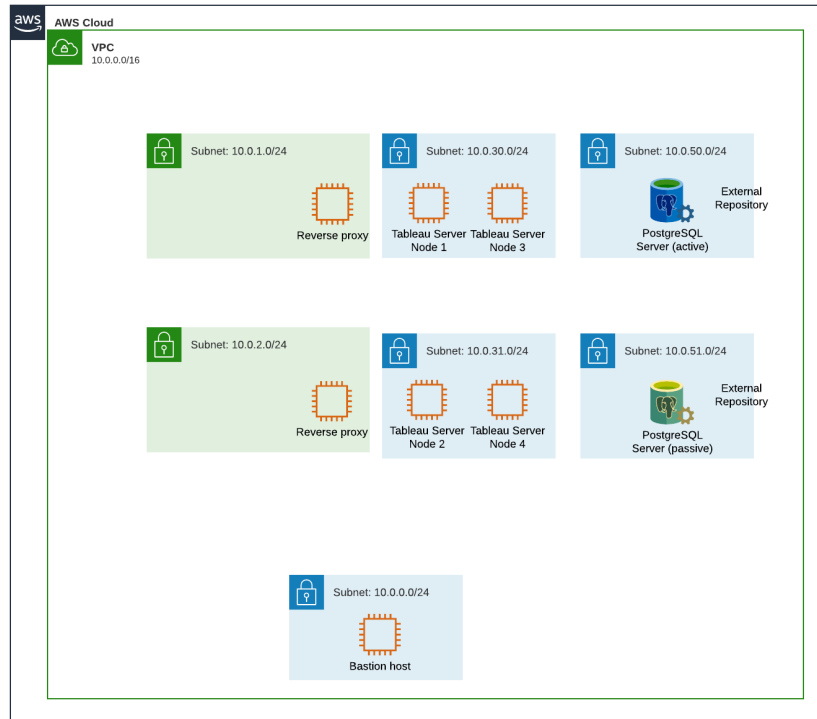 aws
AWS Cloud
VPC
10.0.0.0/16
Subnet: 10.0.1.0/24
Reverse proxy
Subnet: 10.0.30.0/24
Tableau Server
Node 1
Tableau Server
Node 3
Subnet: 10.0.50.0/24
External
Repository
PostgreSQL
Server (active)
Subnet: 10.0.2.0/24
Reverse proxy
Subnet: 10.0.31.0/24
Tableau Server
Node 2
Tableau Server
Node 4
Subnet: 10.0.51.0/24
External
Repository
PostgreSQL
Server (passive)
Subnet: 10.0.0.0/24
Bastion host